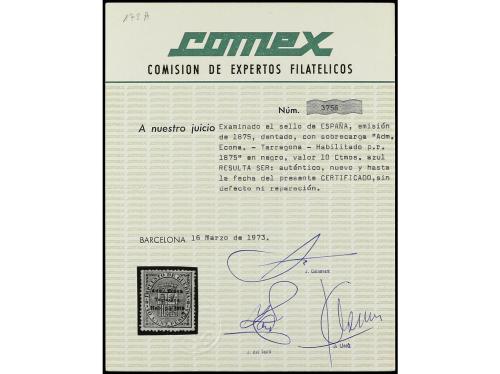 173 A
comex
COMISION DE EXPERTOS FILATELICOS
Núm. 3756
A nuestro juicio Examinado el sello de ESPAÑA, emisión
de 1875, dentado, con sobrecarga "Adm.
Econa. - Tarragona - Habilitado p.r.
1875" en negro, valor 10 Ctmos. azul
RESULTA SER: auténtico, nuevo y hasta
la fecha del presente CERTIFICADO,sin
defecto ni reparación.
BARCELONA 16 Marzo de 1973.